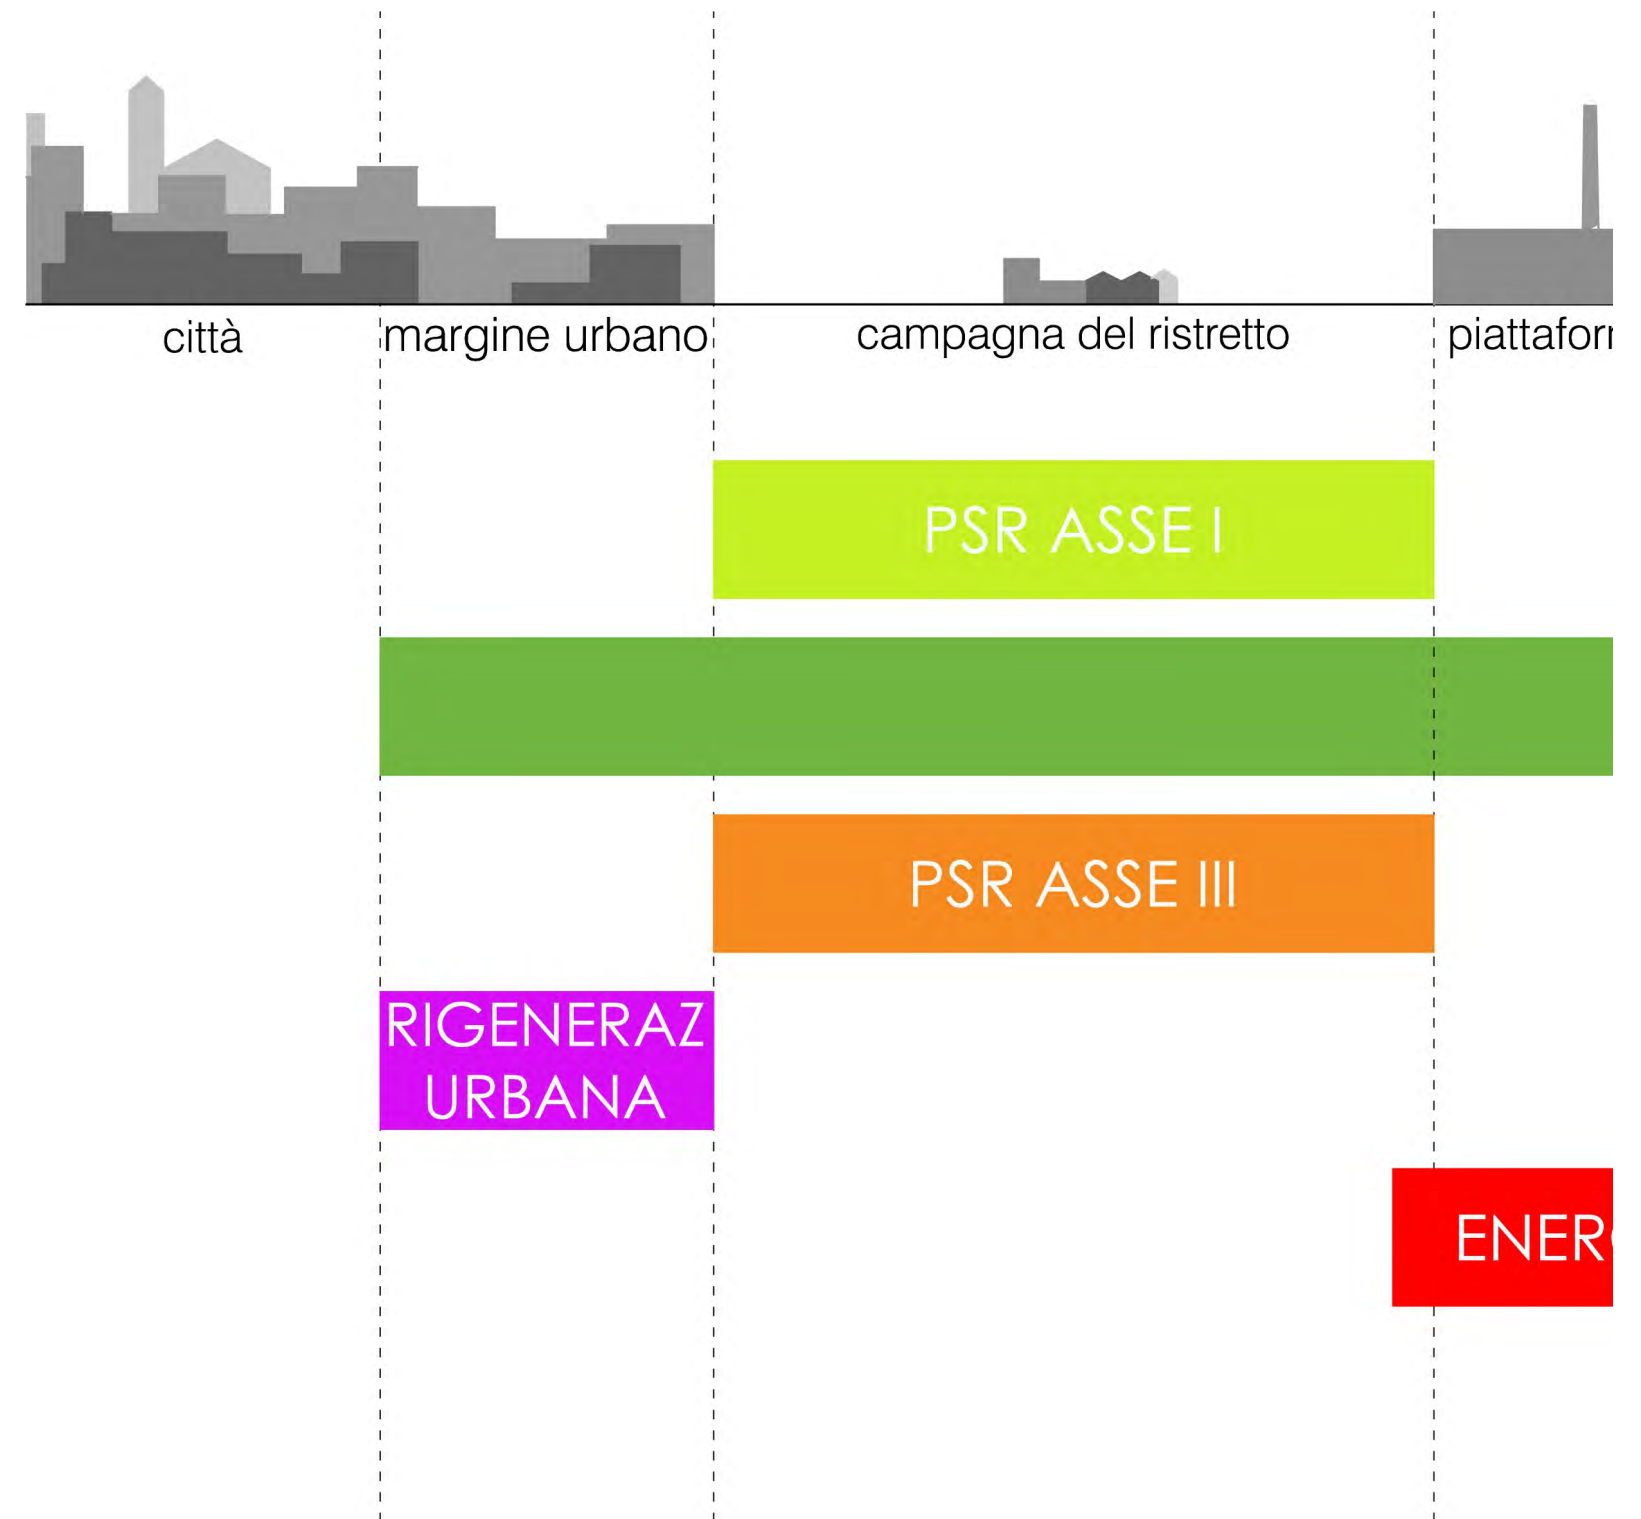 città
margine urbano
campagna del ristretto
piattafor
PSR ASSE I
PSR ASSE III
RIGENERAZ
URBANA
ENER